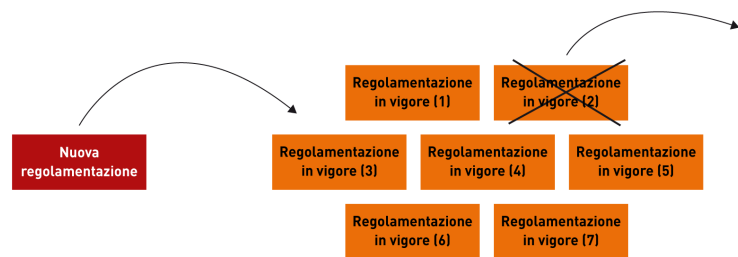 Regolamentazione
in vigore (1)
Regolamentazione
in vigore (2)
Nuova
regolamentazione
Regolamentazione
in vigore (3)
Regolamentazione
in vigore (4)
Regolamentazione
in vigore (5)
Regolamentazione
in vigore (6)
Regolamentazione
in vigore (7)